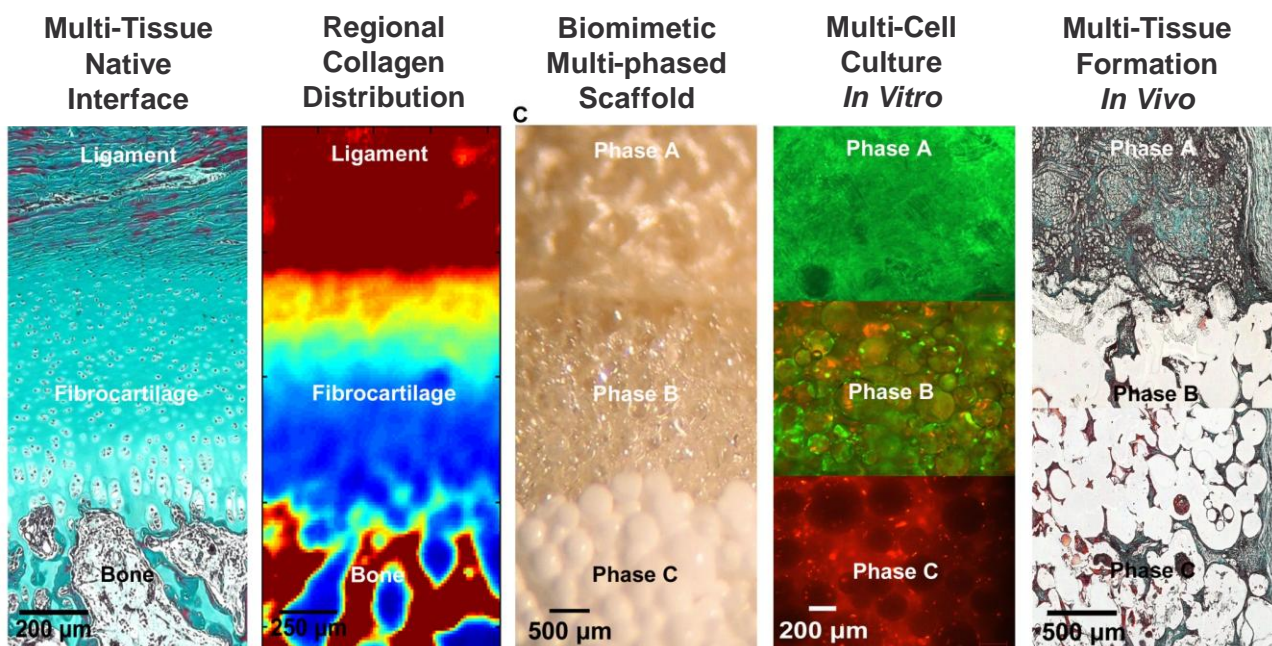 Multi-Tissue
Native
Interface
Regional
Collagen
Distribution
Biomimetic
Multi-phased
Scaffold
Multi-Cell
Culture
In Vitro
Multi-Tissue
Formation
In Vivo
Ligament
Fibrocartilage
Bone
200 µm
Ligament
Fibrocartilage
Bone
250 µm
C
Phase A
Phase B
Phase C
500 µm
Phase A
Phase B
Phase C
200 µm
Phase A
Phase B
Phase C
500 µm